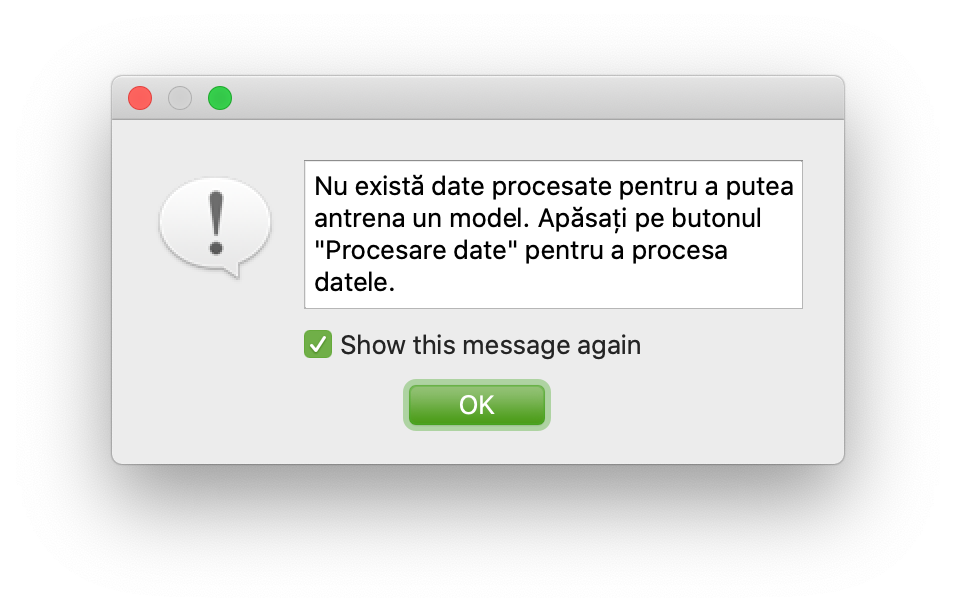 Nu există date procesate pentru a putea
antrena un model. Apăsați pe butonul
"Procesare date" pentru a procesa
datele.
Show this message again
OK